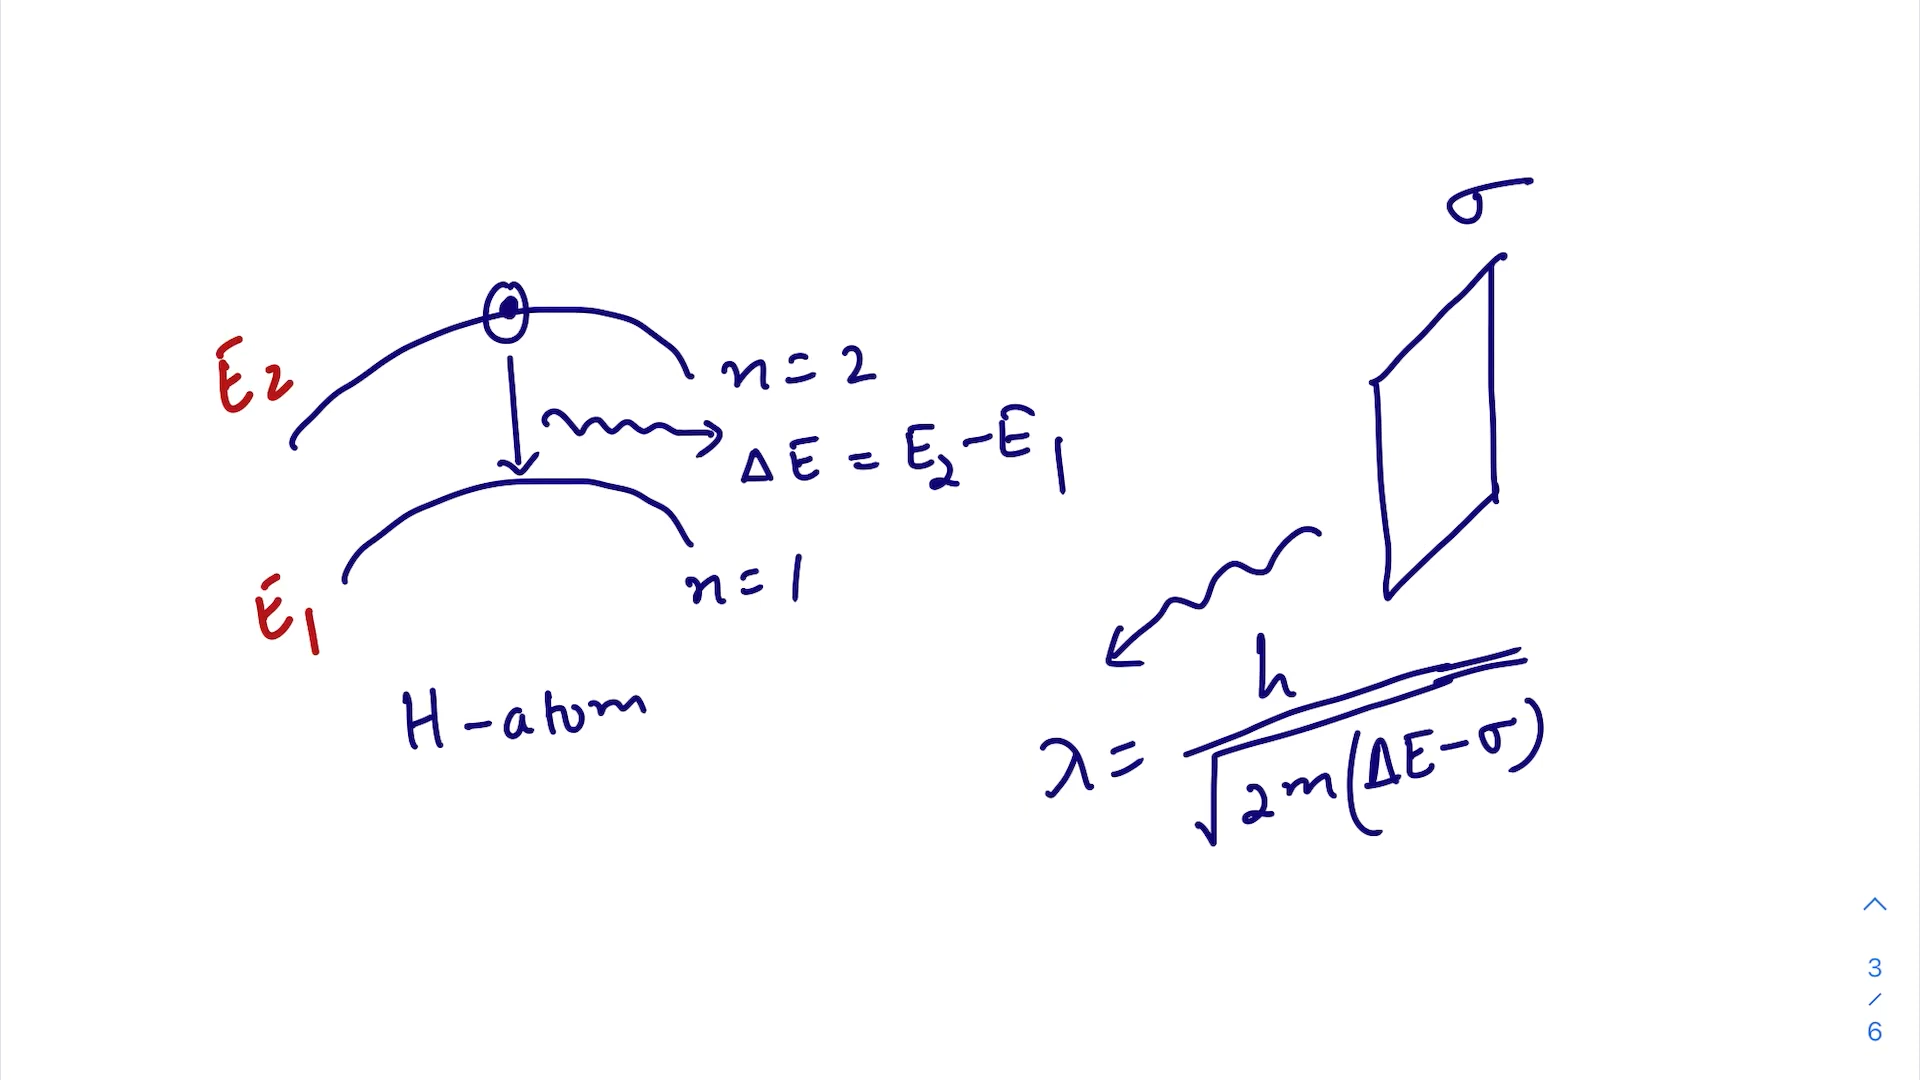 σ
E2
n = 2
ΔE = E₂ - E₁
E₁
n = 1
H-atom
λ = h / √2m(ΔE-σ)
3
/
6